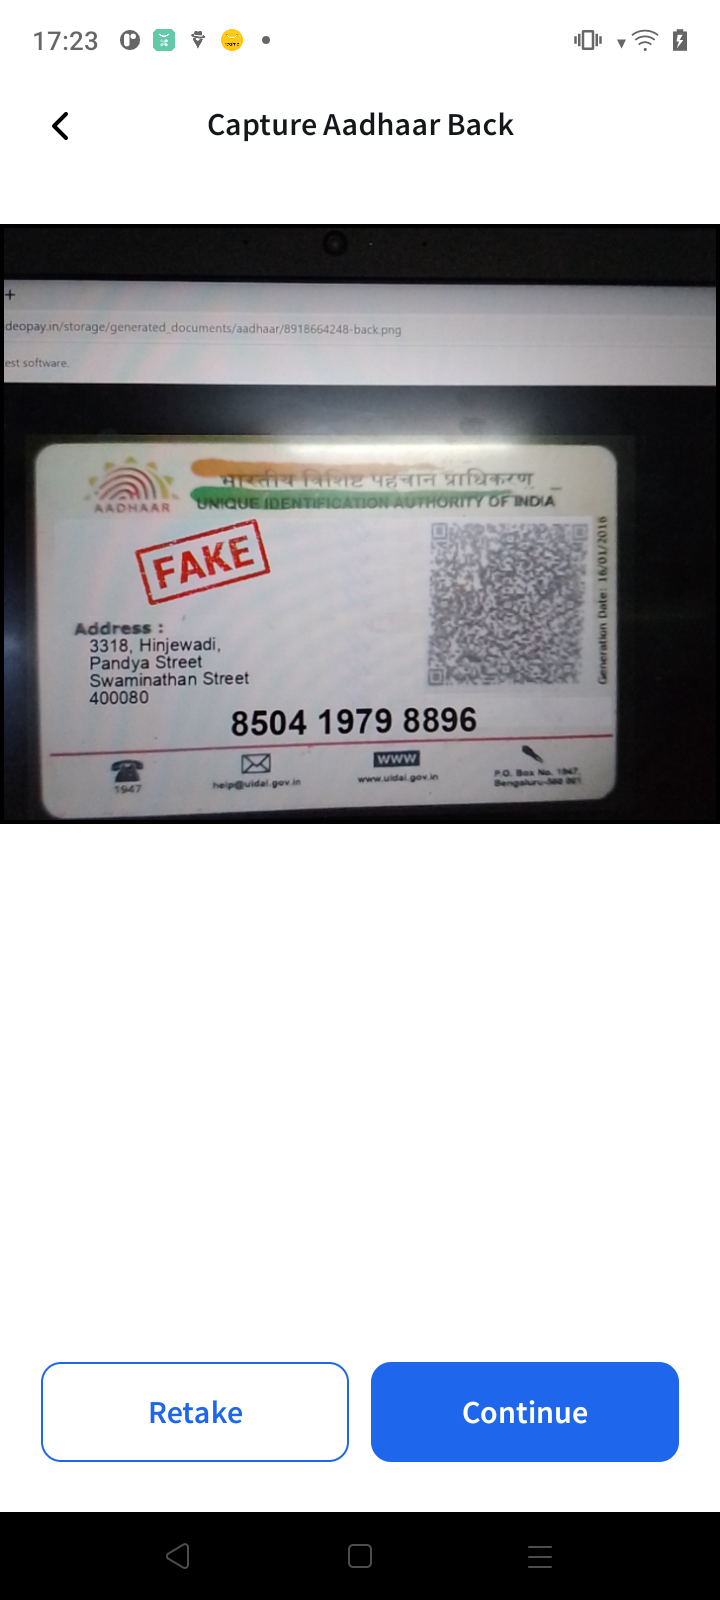 17:23
Capture Aadhaar Back
+
deopay.in/storage/generated_documents/aadhaar/8918664248-back.png
est software.
भारतीय विशिष्ट पहचान प्राधिकरण
AADHAAR
UNIQUE IDENTIFICATION AUTHORITY OF INDIA
FAKE
Generation Date: 16/01/2016
Address :
3318, Hinjewadi,
Pandya Street
Swaminathan Street
400080
8504 1979 8896
1947
help@uidai.gov.in
WWW
www.uidai.gov.in
P.O. Box No. 1947,
Bengaluru-560 001
Retake
Continue